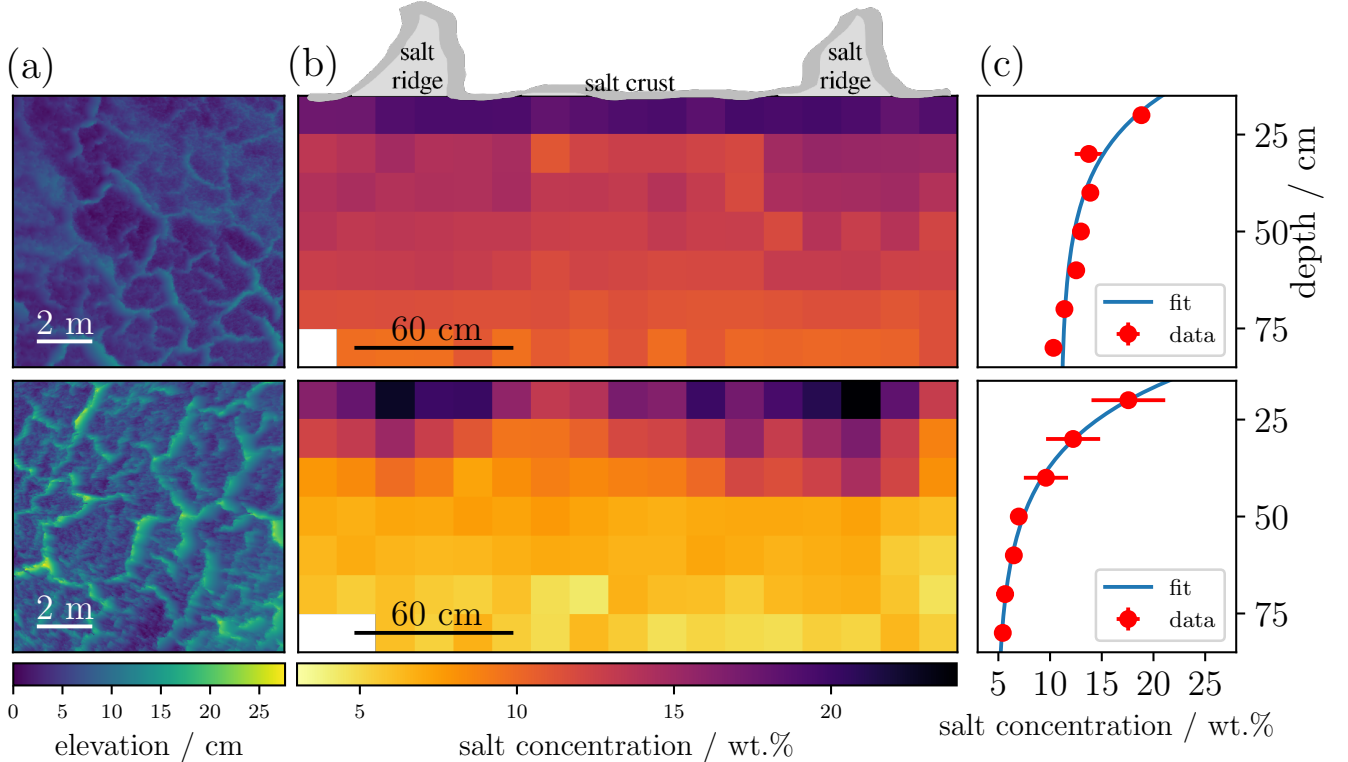 (a)
(b)
(c)
salt
ridge
salt crust
salt
ridge
2 m
60 cm
fit
data
25
50
75
depth / cm
2 m
60 cm
fit
data
25
50
75
0 5 10 15 20 25
elevation / cm
5 10 15 20
salt concentration / wt.%
5 10 15 20 25
salt concentration / wt.%